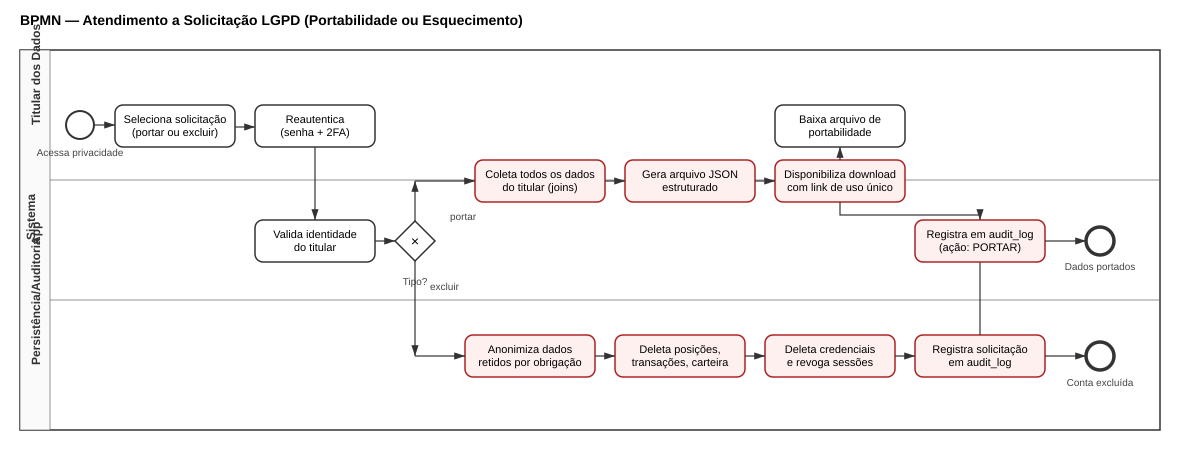 BPMN — Atendimento a Solicitação LGPD (Portabilidade ou Esquecimento)
Titular dos Dados
Sistema App
Persistência/Auditoria
Acessa privacidade
Seleciona solicitação
(portar ou excluir)
Reautentica
(senha + 2FA)
Baixa arquivo de
portabilidade
Coleta todos os dados
do titular (joins)
Gera arquivo JSON
estruturado
Disponibiliza download
com link de uso único
Valida identidade
do titular
×
Tipo?
portar
excluir
Registra em audit_log
(ação: PORTAR)
Dados portados
Anonimiza dados
retidos por obrigação
Deleta posições,
transações, carteira
Deleta credenciais
e revoga sessões
Registra solicitação
em audit_log
Conta excluída